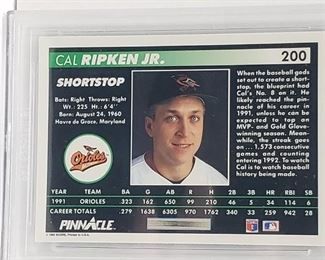 CAL RIPKEN JR. 200
SHORTSTOP
Bats: Right Throws: Right
Wt.: 225 Ht.: 6'4"
Born: August 24, 1960
Havre de Grace, Maryland
Orioles
When the baseball gods
set out to create a short-
stop, the blueprint had
Cal's No. 8 on it. He
likely reached the pin-
nacle of his career in
1991, unless he can be
expected to top an
MVP- and Gold Glove-
winning season. Mean-
while, the streak goes
on . . . 1,573 consecutive
games and counting
entering 1992. To watch
Cal is to watch baseball
history being made.
YEAR TEAM BA G AB R H 2B 3B HR RBI SB
1991 ORIOLES .323 162 650 99 210 46 5 34 114 6
CAREER TOTALS .279 1638 6305 970 1762 340 33 259 942 28
PINNACLE
© 1992 SCORE, Printed in U.S.A.